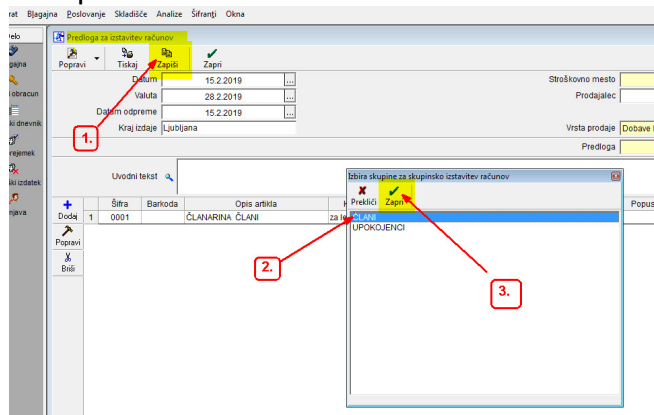 rat Blagajna Poslovanje Skladišče Analize Šifranti Okna
Predloga za izstavitev računov
Popravi Tiskaj Zapiši Zapri
Datum 15.2.2019 ...
Valuta 28.2.2019 ...
Datum odpreme 15.2.2019 ...
Kraj izdaje Ljubljana
Stroškovno mesto
Prodajalec
Vrsta prodaje Dobave
Predloga
1.
Uvodni tekst
Šifra Barkoda Opis artikla Popus
Dodaj 1 0001 ČLANARINA ČLANI za le
Popravi
Briši
elo
gajna
obracun
ki dnevnik
rejemek
ški izdatek
njava
Izbira skupine za skupinsko izstavitev računov
Prekliči Zapri
ČLANI
UPOKOJENCI
2.
3.